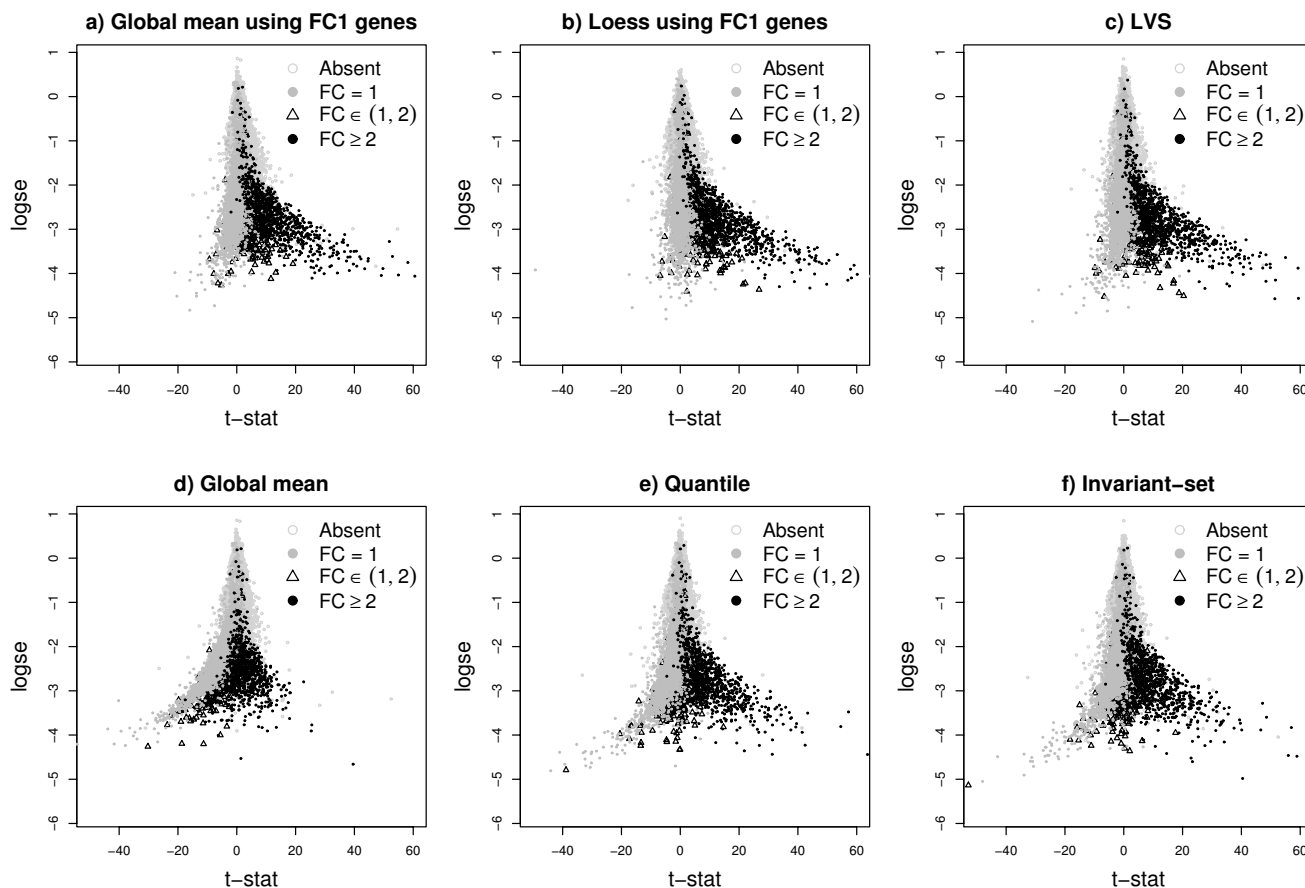 a) Global mean using FC1 genes
Absent
FC = 1
FC ∈ (1, 2)
FC ≥ 2
logse
1
0
−1
−2
−3
−4
−5
−6
−40 −20 0 20 40 60
t−stat
b) Loess using FC1 genes
Absent
FC = 1
FC ∈ (1, 2)
FC ≥ 2
logse
1
0
−1
−2
−3
−4
−5
−6
−40 −20 0 20 40 60
t−stat
c) LVS
Absent
FC = 1
FC ∈ (1, 2)
FC ≥ 2
logse
1
0
−1
−2
−3
−4
−5
−6
−40 −20 0 20 40 60
t−stat
d) Global mean
Absent
FC = 1
FC ∈ (1, 2)
FC ≥ 2
logse
1
0
−1
−2
−3
−4
−5
−6
−40 −20 0 20 40 60
t−stat
e) Quantile
Absent
FC = 1
FC ∈ (1, 2)
FC ≥ 2
logse
1
0
−1
−2
−3
−4
−5
−6
−40 −20 0 20 40 60
t−stat
f) Invariant−set
Absent
FC = 1
FC ∈ (1, 2)
FC ≥ 2
logse
1
0
−1
−2
−3
−4
−5
−6
−40 −20 0 20 40 60
t−stat